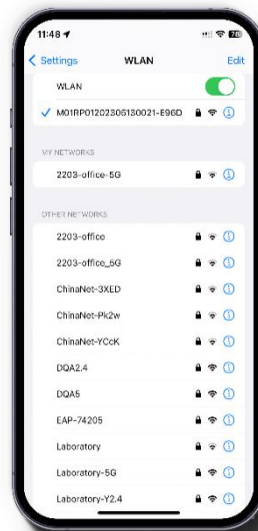 11:48
Settings WLAN Edit
WLAN
M01RP01202306130021-E96D
MY NETWORKS
2203-office-5G
OTHER NETWORKS
2203-office
2203-office_5G
ChinaNet-3XED
ChinaNet-Pk2w
ChinaNet-YCcK
DQA2.4
DQA5
EAP-74205
Laboratory
Laboratory-5G
Laboratory-Y2.4